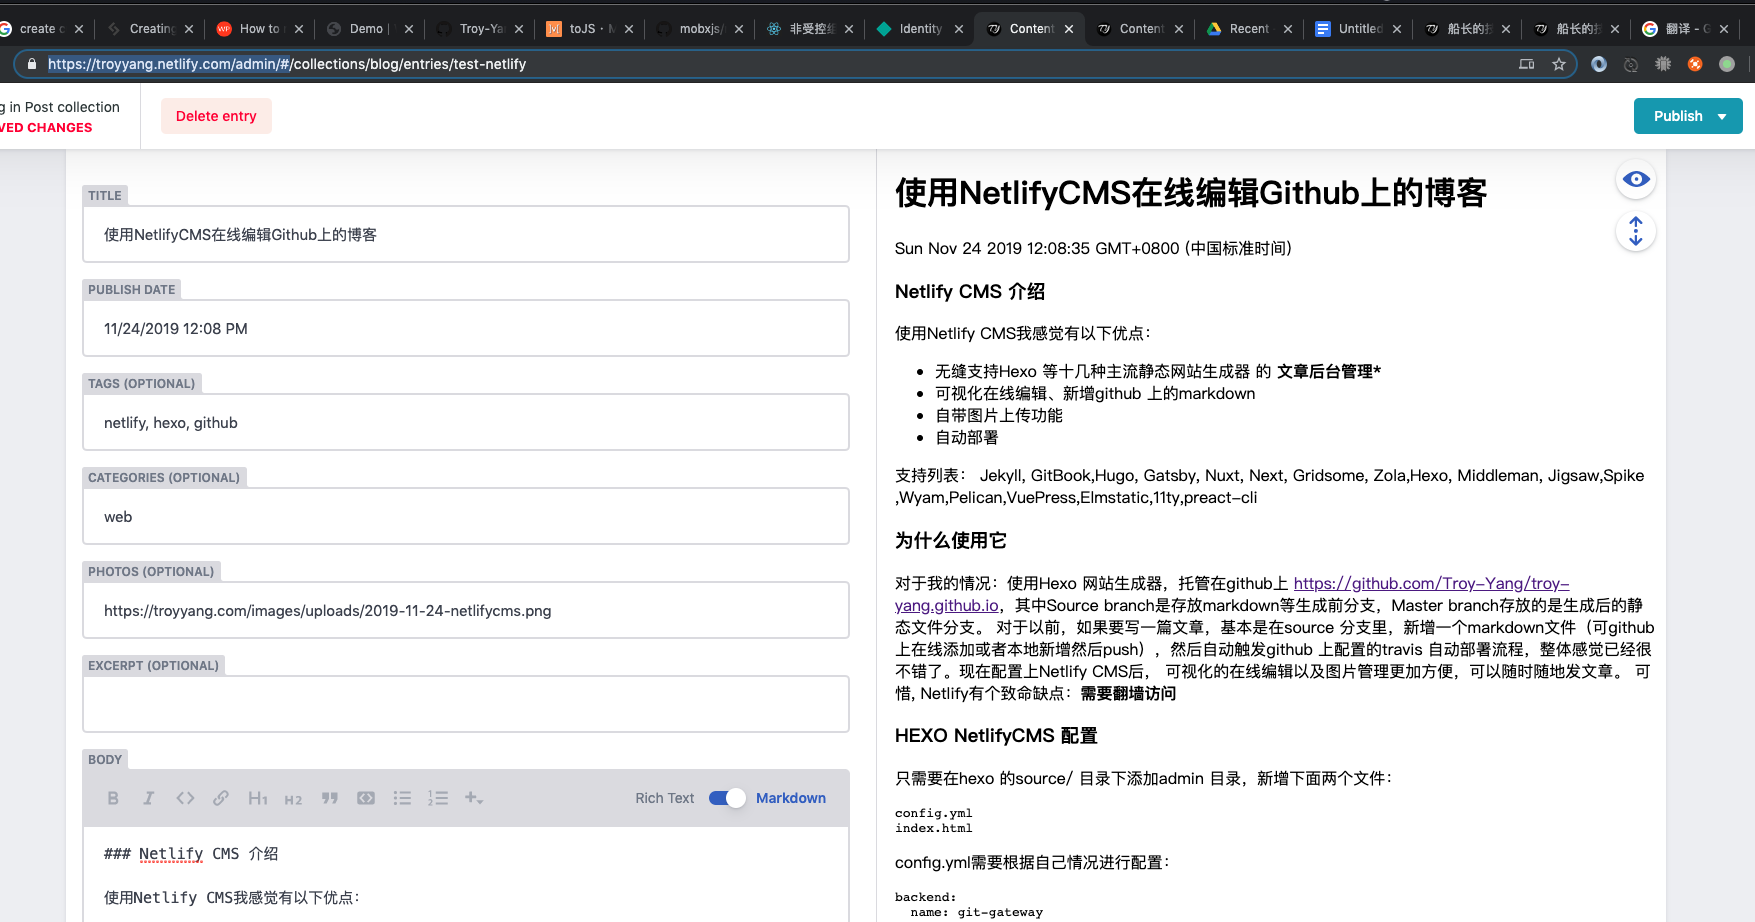 create c
Creating
How to
Demo
Troy-Ya
toJS · M
mobxjs/
非受控组
Identity
Content
Content
Recent
Untitled
船长的技
船长的技
翻译 - G
https://troyyang.netlify.com/admin/#/collections/blog/entries/test-netlify
g in Post collection
VED CHANGES
Delete entry
Publish
TITLE
使用NetlifyCMS在线编辑Github上的博客
PUBLISH DATE
11/24/2019 12:08 PM
TAGS (OPTIONAL)
netlify, hexo, github
CATEGORIES (OPTIONAL)
web
PHOTOS (OPTIONAL)
https://troyyang.com/images/uploads/2019-11-24-netlifycms.png
EXCERPT (OPTIONAL)
BODY
B I <> H1 H2
Rich Text Markdown
### Netlify CMS 介绍
使用Netlify CMS我感觉有以下优点:
使用NetlifyCMS在线编辑Github上的博客
Sun Nov 24 2019 12:08:35 GMT+0800 (中国标准时间)
Netlify CMS 介绍
使用Netlify CMS我感觉有以下优点:
• 无缝支持Hexo 等十几种主流静态网站生成器 的 文章后台管理*
• 可视化在线编辑、新增github 上的markdown
• 自带图片上传功能
• 自动部署
支持列表: Jekyll, GitBook,Hugo, Gatsby, Nuxt, Next, Gridsome, Zola,Hexo, Middleman, Jigsaw,Spike
,Wyam,Pelican,VuePress,Elmstatic,11ty,preact-cli
为什么使用它
对于我的情况: 使用Hexo 网站生成器，托管在github上 https://github.com/Troy-Yang/troy-
yang.github.io，其中Source branch是存放markdown等生成前分支，Master branch存放的是生成后的静
态文件分支。 对于以前，如果要写一篇文章，基本是在source 分支里，新增一个markdown文件（可github
上在线添加或者本地新增然后push），然后自动触发github 上配置的travis 自动部署流程，整体感觉已经很
不错了。现在配置上Netlify CMS后， 可视化的在线编辑以及图片管理更加方便，可以随时随地发文章。 可
惜, Netlify有个致命缺点: 需要翻墙访问
HEXO NetlifyCMS 配置
只需要在hexo 的source/ 目录下添加admin 目录，新增下面两个文件:
config.yml
index.html
config.yml需要根据自己情况进行配置:
backend:
name: git-gateway